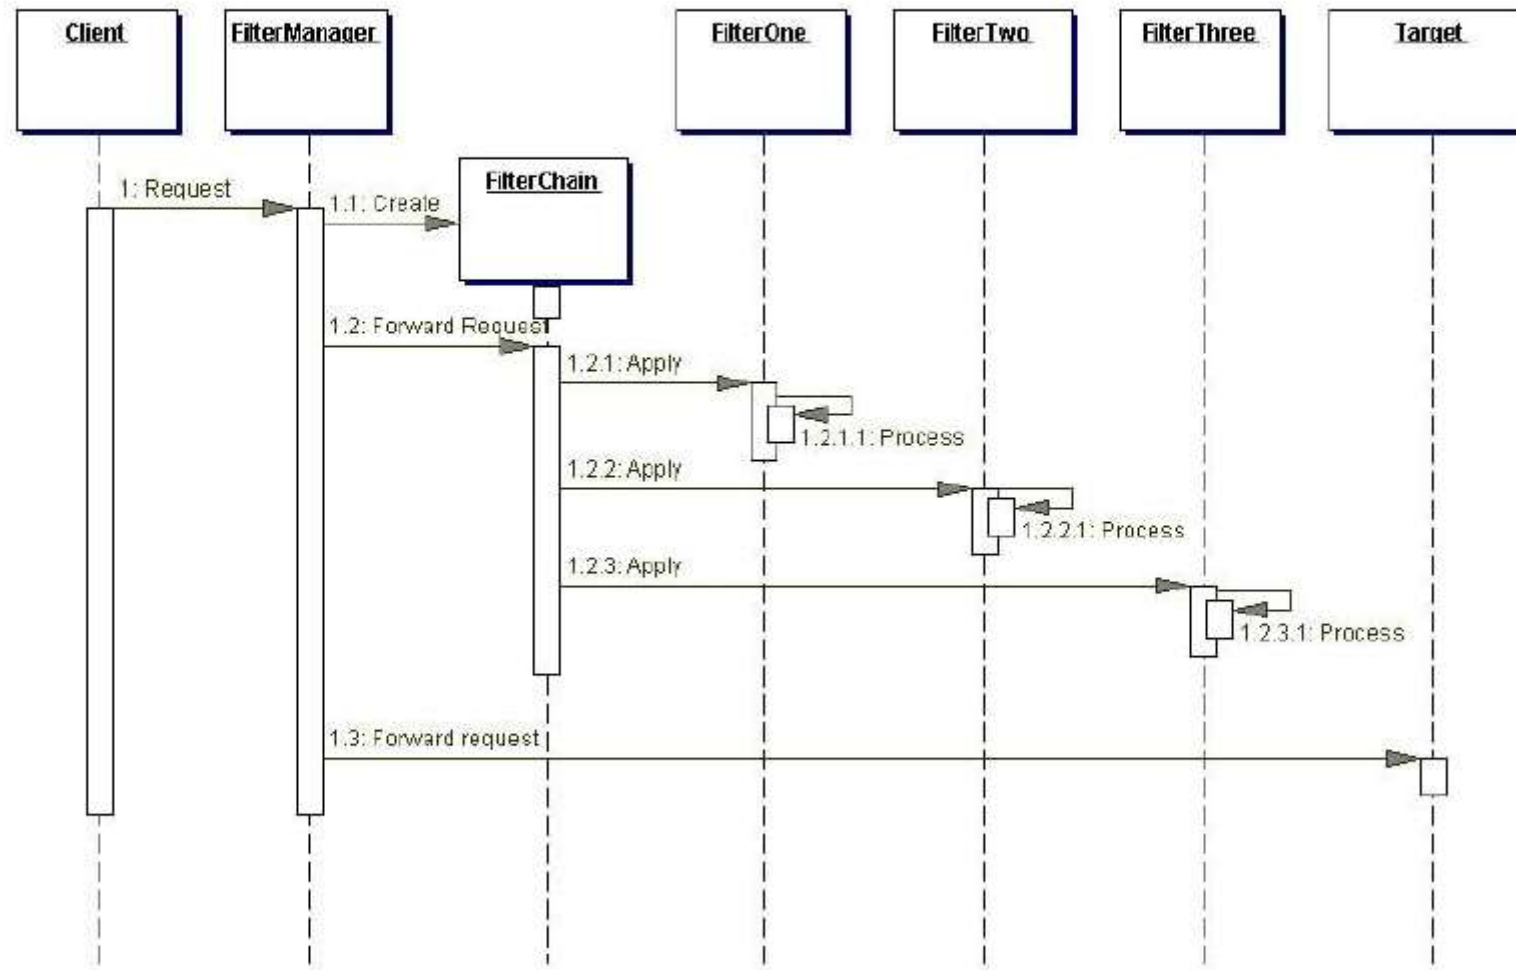 Client
FilterManager
FilterOne
FilterTwo
FilterThree
Target
FilterChain
1: Request
1.1: Create
1.2: Forward Request
1.2.1: Apply
1.2.1.1: Process
1.2.2: Apply
1.2.2.1: Process
1.2.3: Apply
1.2.3.1: Process
1.3: Forward request